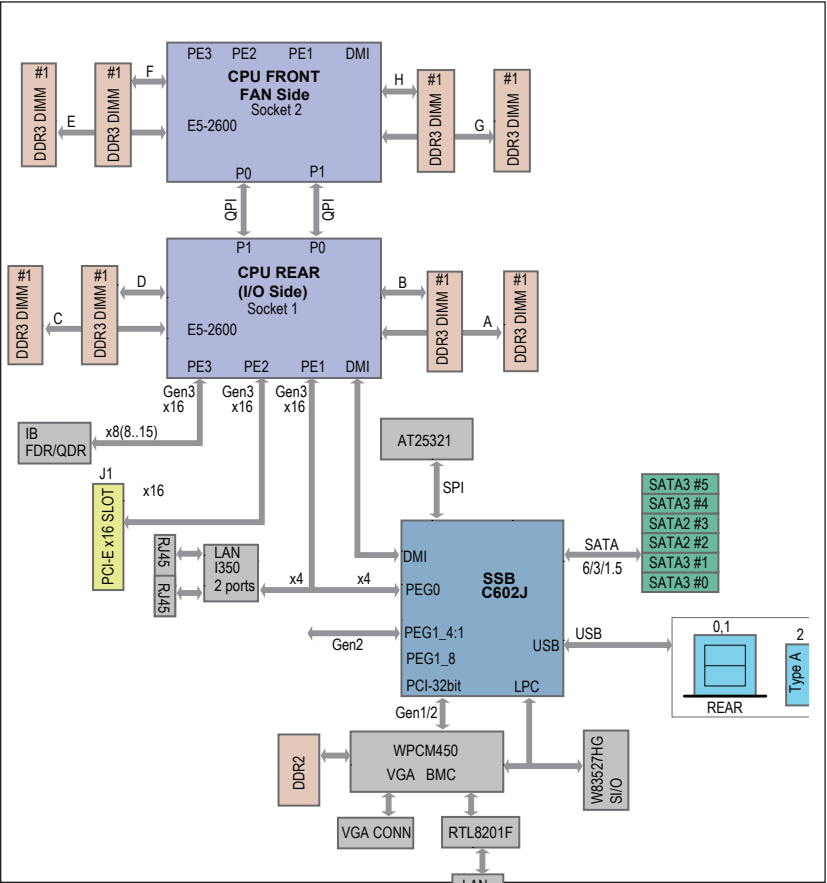 PE3 PE2 PE1 DMI
CPU FRONT
FAN Side
Socket 2
E5-2600
P0 P1
#1
DDR3 DIMM
#1
DDR3 DIMM
F
E
H
G
#1
DDR3 DIMM
#1
DDR3 DIMM
QPI
QPI
P1 P0
CPU REAR
(I/O Side)
Socket 1
E5-2600
PE3 PE2 PE1 DMI
#1
DDR3 DIMM
#1
DDR3 DIMM
D
C
B
A
#1
DDR3 DIMM
#1
DDR3 DIMM
Gen3
x16
Gen3
x16
Gen3
x16
IB
FDR/QDR
x8(8..15)
J1
PCI-E x16 SLOT
x16
AT25321
SPI
RJ45
RJ45
LAN
I350
2 ports
x4
x4
DMI
PEG0
SSB
C602J
PEG1_4:1
PEG1_8
PCI-32bit
LPC
USB
Gen2
SATA
6/3/1.5
SATA3 #5
SATA3 #4
SATA2 #3
SATA2 #2
SATA3 #1
SATA3 #0
USB
0,1
REAR
2
Type A
Gen1/2
DDR2
WPCM450
VGA BMC
W83527HG
SI/O
VGA CONN
RTL8201F
LAN